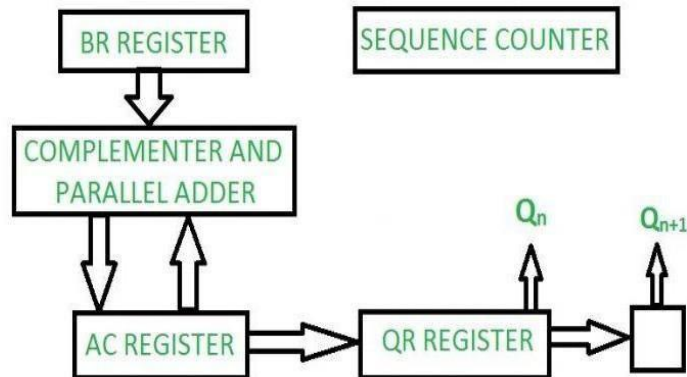 BR REGISTER
SEQUENCE COUNTER
COMPLEMENTER AND
PARALLEL ADDER
Qn
Qn+1
AC REGISTER
QR REGISTER